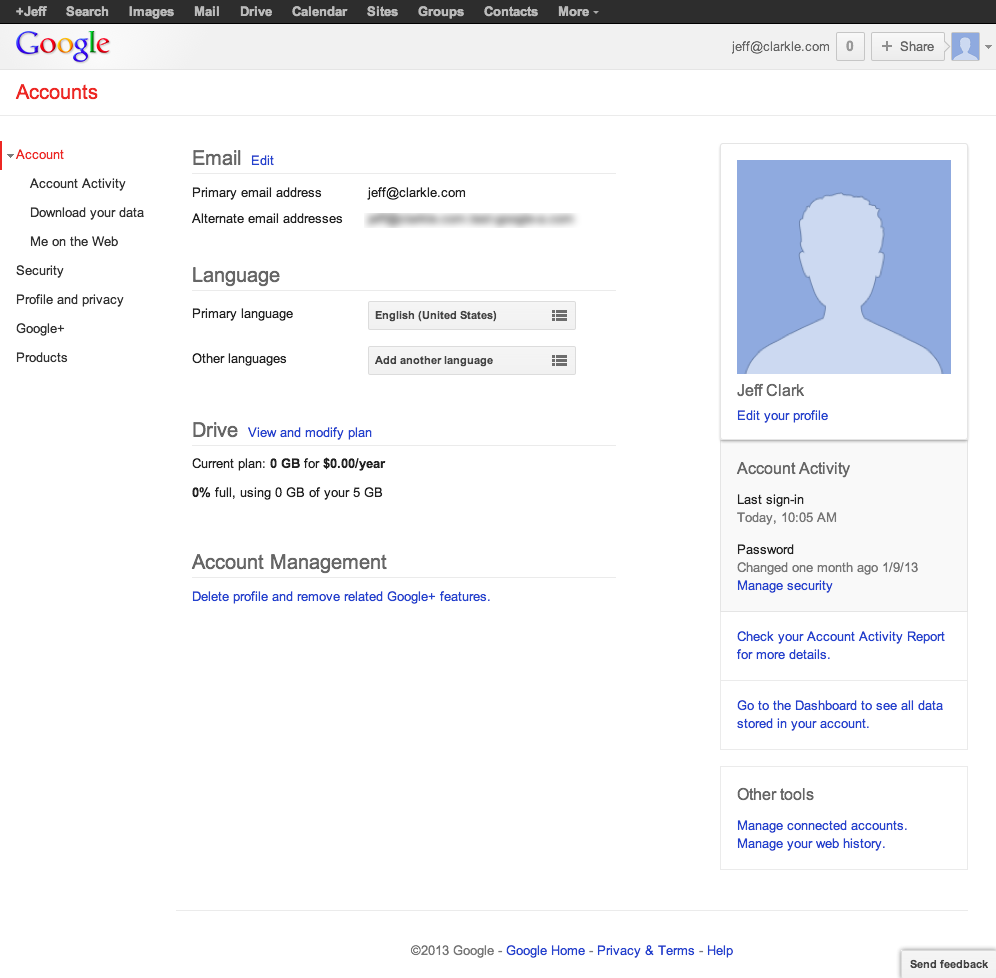 +Jeff Search Images Mail Drive Calendar Sites Groups Contacts More
Google
jeff@clarkle.com 0 + Share
Accounts
Account
Account Activity
Download your data
Me on the Web
Security
Profile and privacy
Google+
Products
Email Edit
Primary email address jeff@clarkle.com
Alternate email addresses
Language
Primary language English (United States)
Other languages Add another language
Drive View and modify plan
Current plan: 0 GB for $0.00/year
0% full, using 0 GB of your 5 GB
Account Management
Delete profile and remove related Google+ features.
Jeff Clark
Edit your profile
Account Activity
Last sign-in
Today, 10:05 AM
Password
Changed one month ago 1/9/13
Manage security
Check your Account Activity Report
for more details.
Go to the Dashboard to see all data
stored in your account.
Other tools
Manage connected accounts.
Manage your web history.
©2013 Google - Google Home - Privacy & Terms - Help
Send feedback